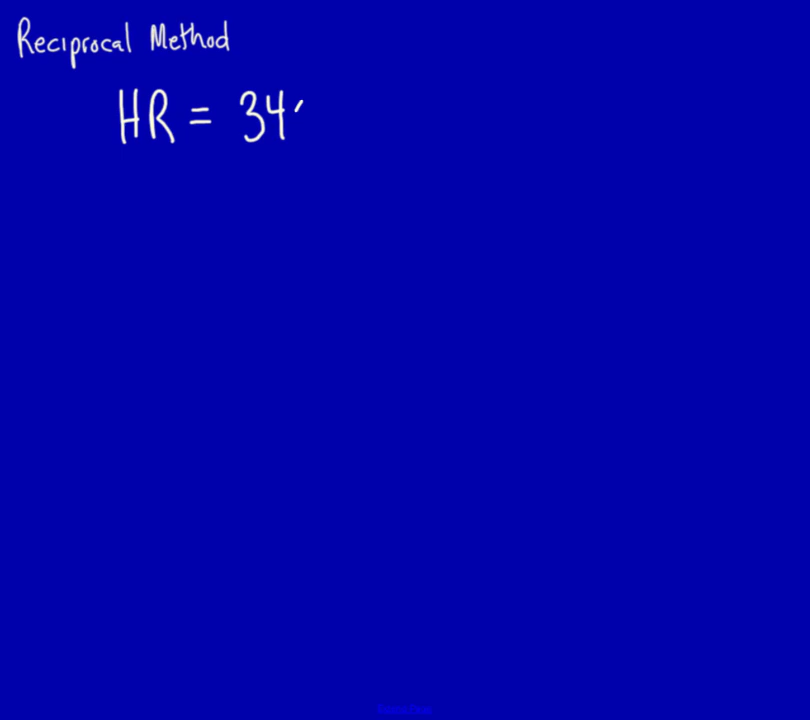 Reciprocal Method
HR = 34